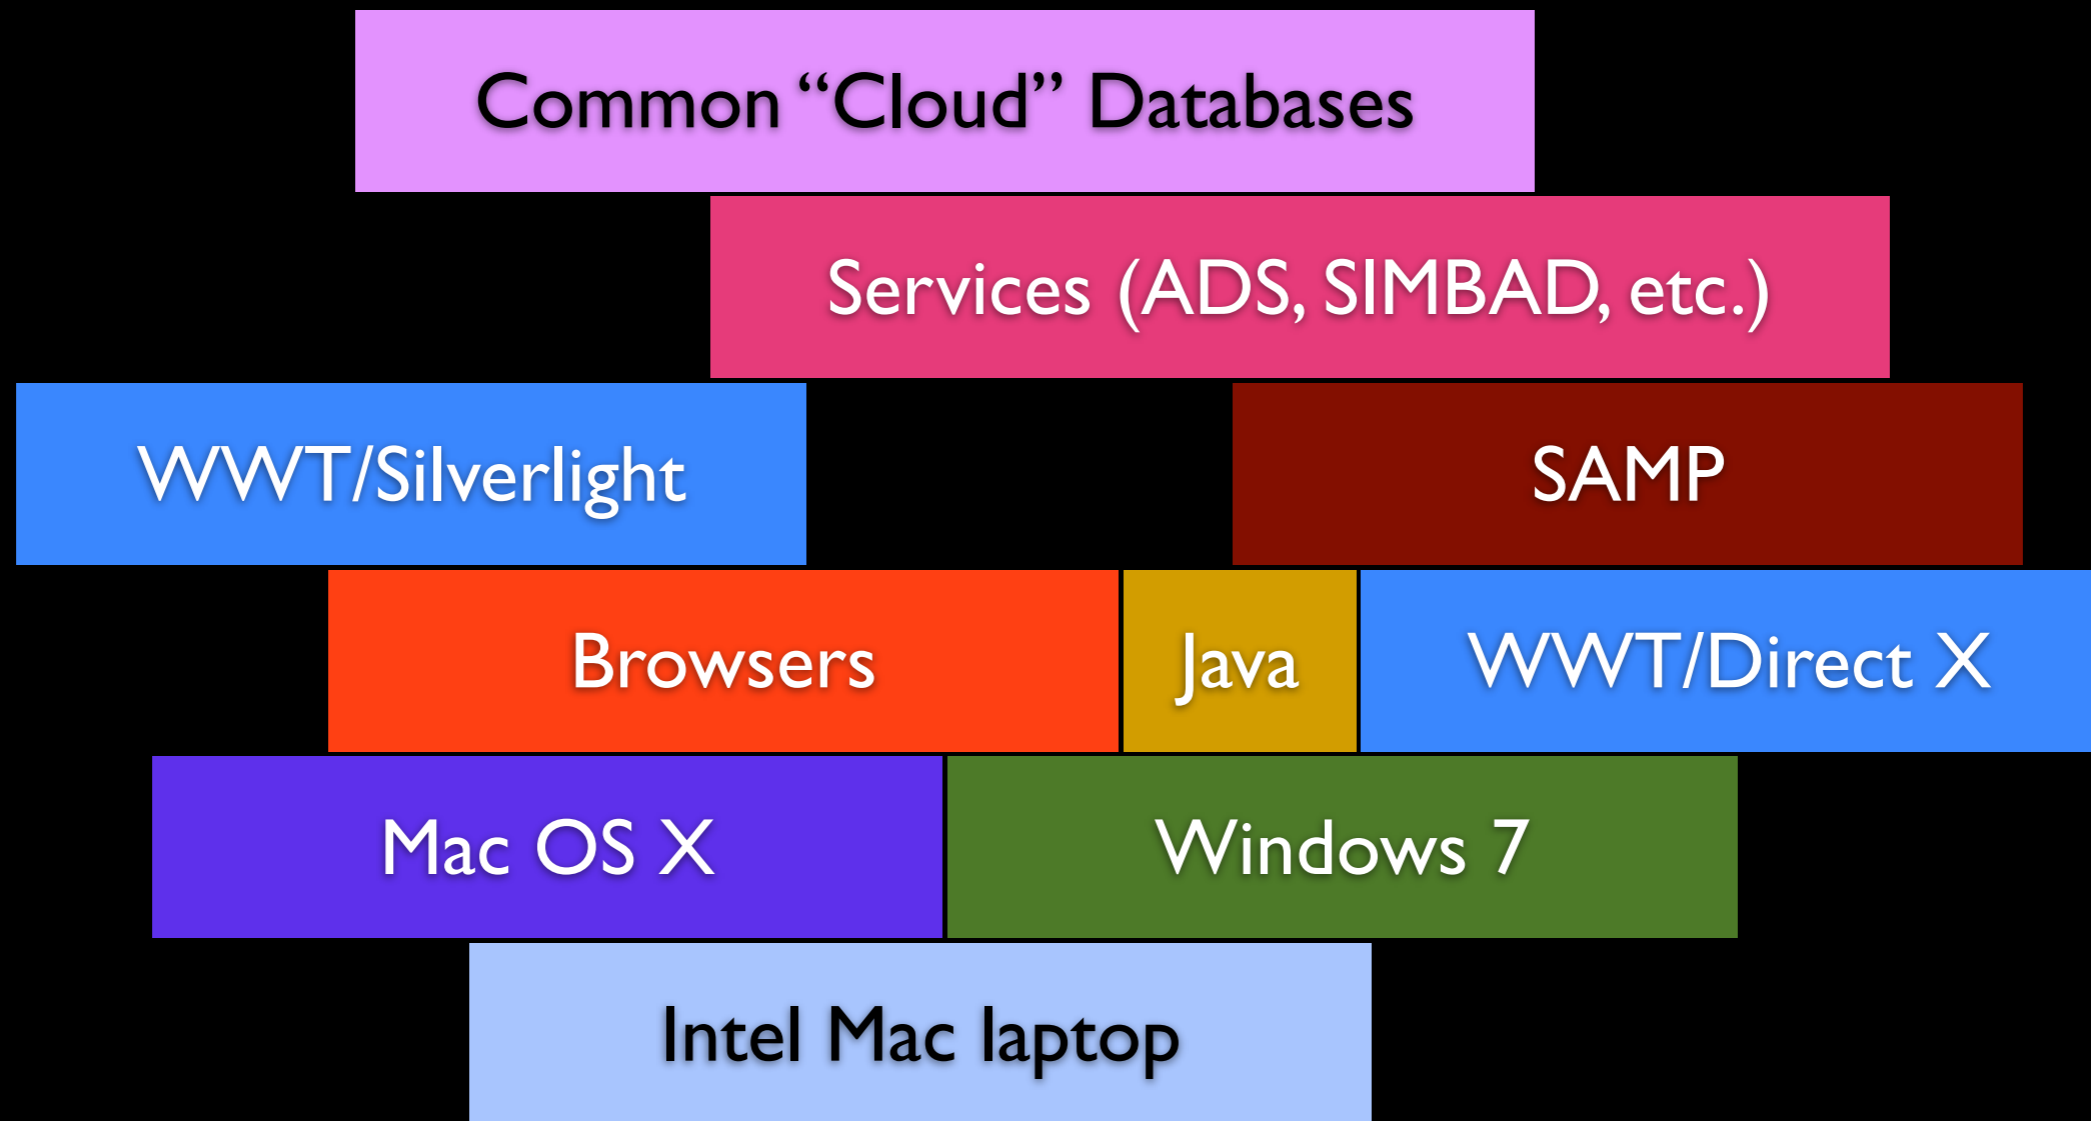 Common “Cloud” Databases
Services (ADS, SIMBAD, etc.)
WWT/Silverlight
SAMP
Browsers
Java
WWT/Direct X
Mac OS X
Windows 7
Intel Mac laptop